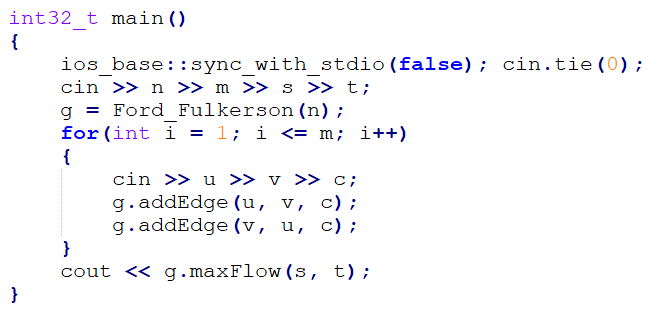 int32_t main()
{
    ios_base::sync_with_stdio(false); cin.tie(0);
    cin >> n >> m >> s >> t;
    g = Ford_Fulkerson(n);
    for(int i = 1; i <= m; i++)
    {
        cin >> u >> v >> c;
        g.addEdge(u, v, c);
        g.addEdge(v, u, c);
    }
    cout << g.maxFlow(s, t);
}